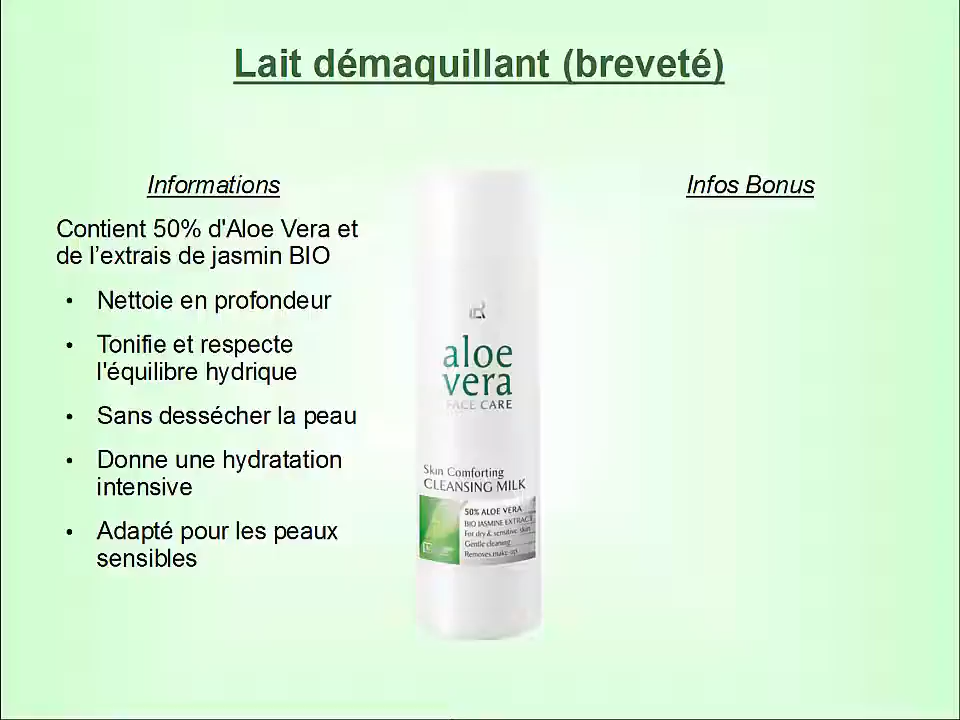 Lait démaquillant (breveté)
Informations
Contient 50% d'Aloe Vera et
de l’extrais de jasmin BIO
• Nettoie en profondeur
• Tonifie et respecte
l'équilibre hydrique
• Sans dessécher la peau
• Donne une hydratation
intensive
• Adapté pour les peaux
sensibles
Infos Bonus
LR
aloe
vera
FACE CARE
Skin Comforting
CLEANSING MILK
50% ALOE VERA
BIO JASMINE EXTRACT
For dry & sensitive skin
Gentle cleaning
Removes make-up